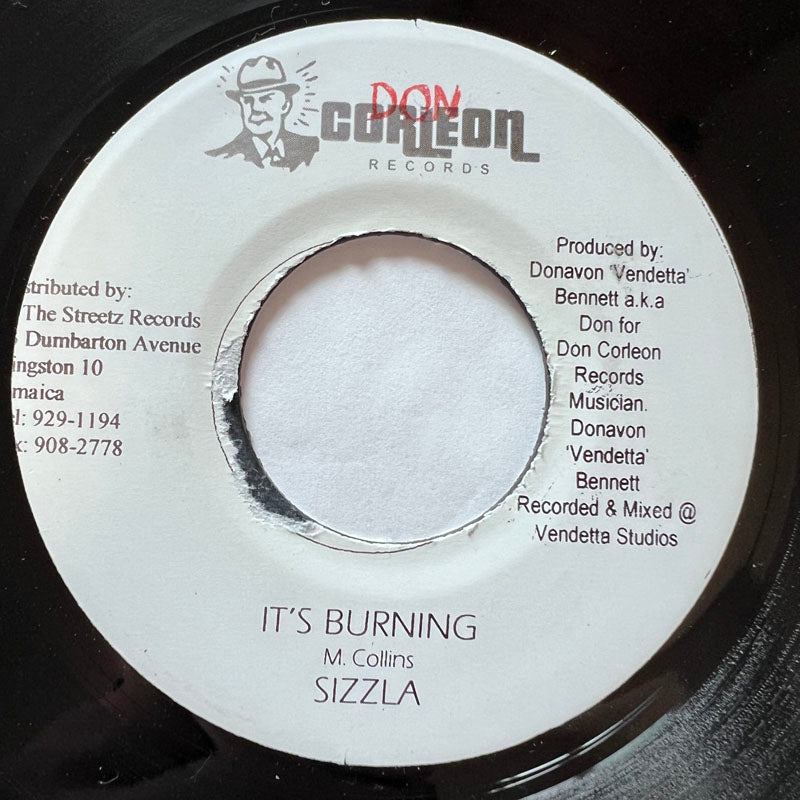 DON
CORLEON
RECORDS
stributed by:
The Streetz Records
Dumbarton Avenue
ingston 10
maica
l: 929-1194
x: 908-2778
Produced by:
Donavon 'Vendetta'
Bennett a.k.a
Don for
Don Corleon
Records
Musician.
Donavon
'Vendetta'
Bennett
Recorded & Mixed @
Vendetta Studios
IT'S BURNING
M. Collins
SIZZLA